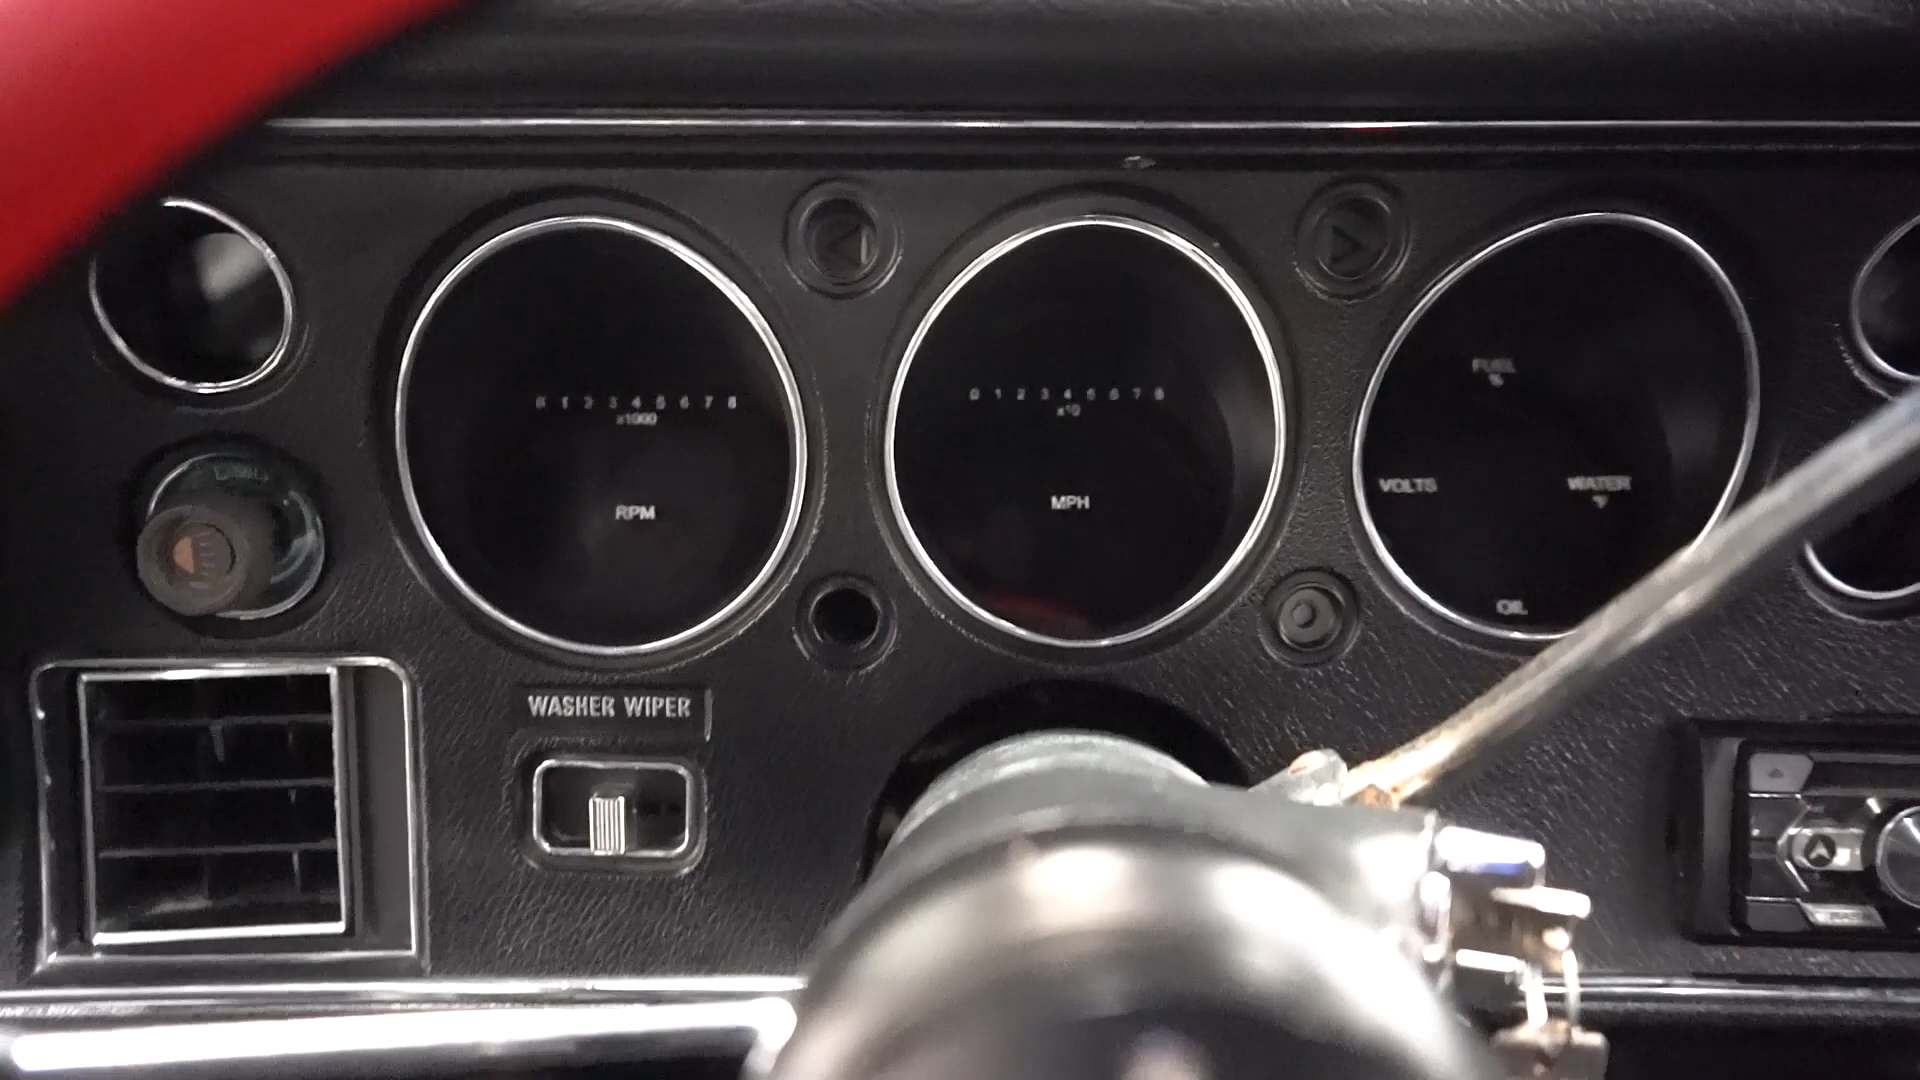 0 1 2 3 4 5 6 7 8
x1000
RPM
0 1 2 3 4 5 6 7 8
x10
MPH
FUEL
%
VOLTS
WATER
°F
OIL
WASHER WIPER